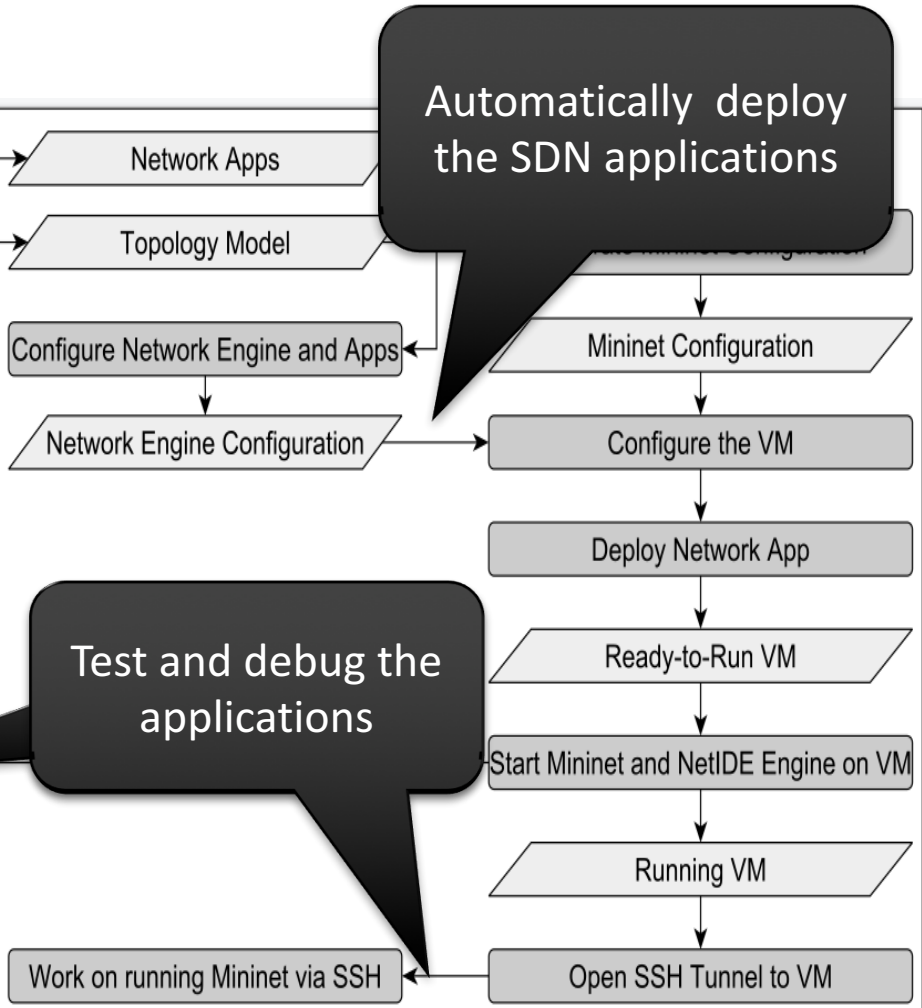 Automatically deploy
the SDN applications
Network Apps
Topology Model
Configuration
Configure Network Engine and Apps
Mininet Configuration
Network Engine Configuration
Configure the VM
Deploy Network App
Test and debug the
applications
Ready-to-Run VM
Start Mininet and NetIDE Engine on VM
Running VM
Work on running Mininet via SSH
Open SSH Tunnel to VM